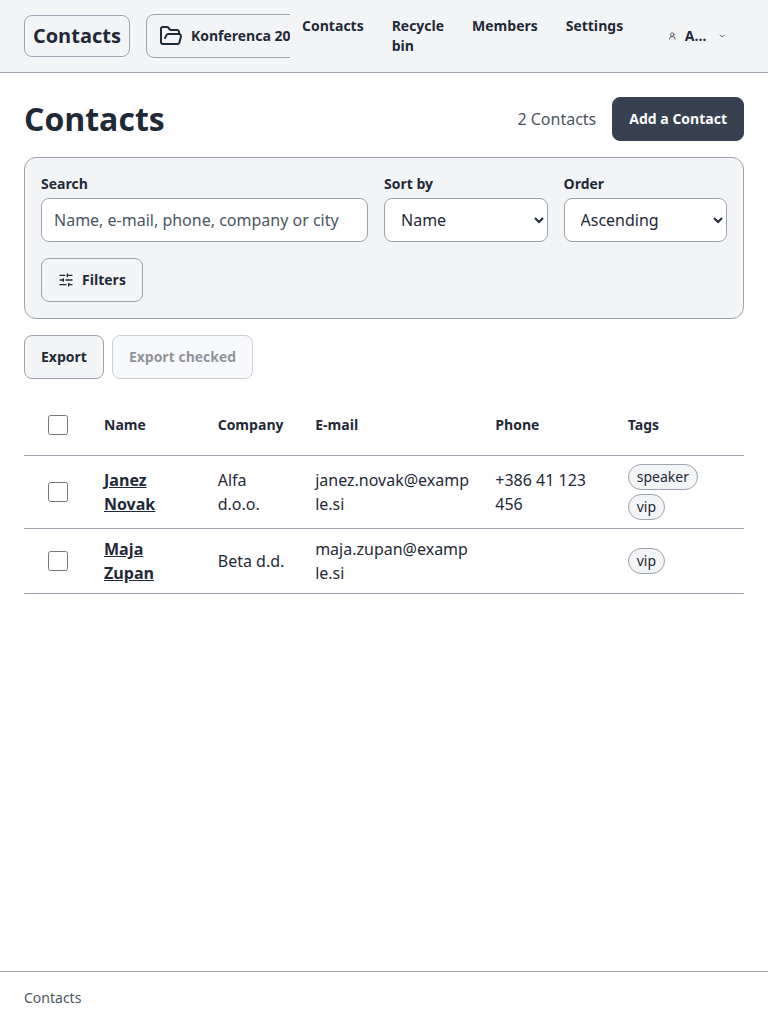 Contacts
Konferenca 20
Contacts
Recycle
bin
Members
Settings
A...
Contacts
2 Contacts
Add a Contact
Search
Sort by
Order
Name, e-mail, phone, company or city
Name
Ascending
Filters
Export
Export checked
Name Company E-mail Phone Tags
Janez
Novak
Alfa
d.o.o.
janez.novak@examp
le.si
+386 41 123
456
speaker
vip
Maja
Zupan
Beta d.d.
maja.zupan@examp
le.si
vip
Contacts